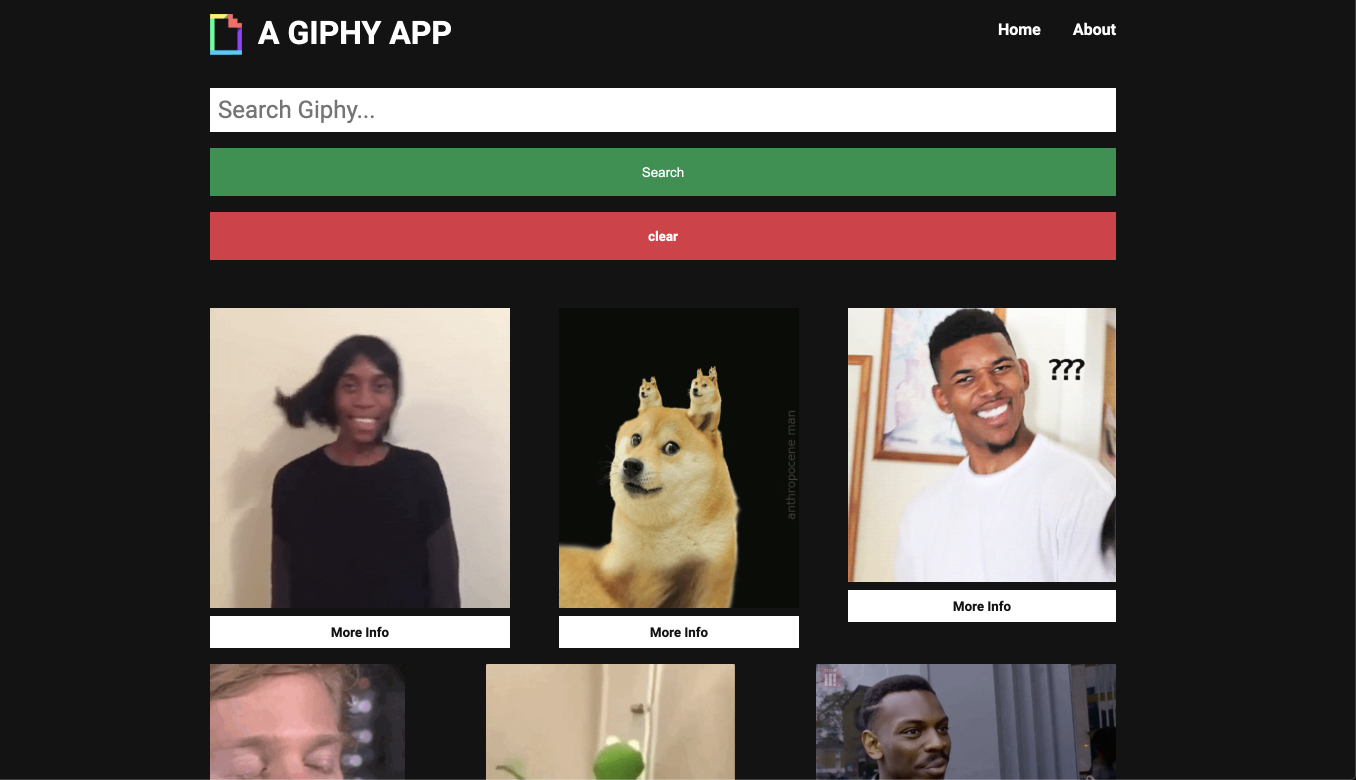 A GIPHY APP
Home
About
Search Giphy...
Search
clear
anthropocene man
???
More Info
More Info
More Info